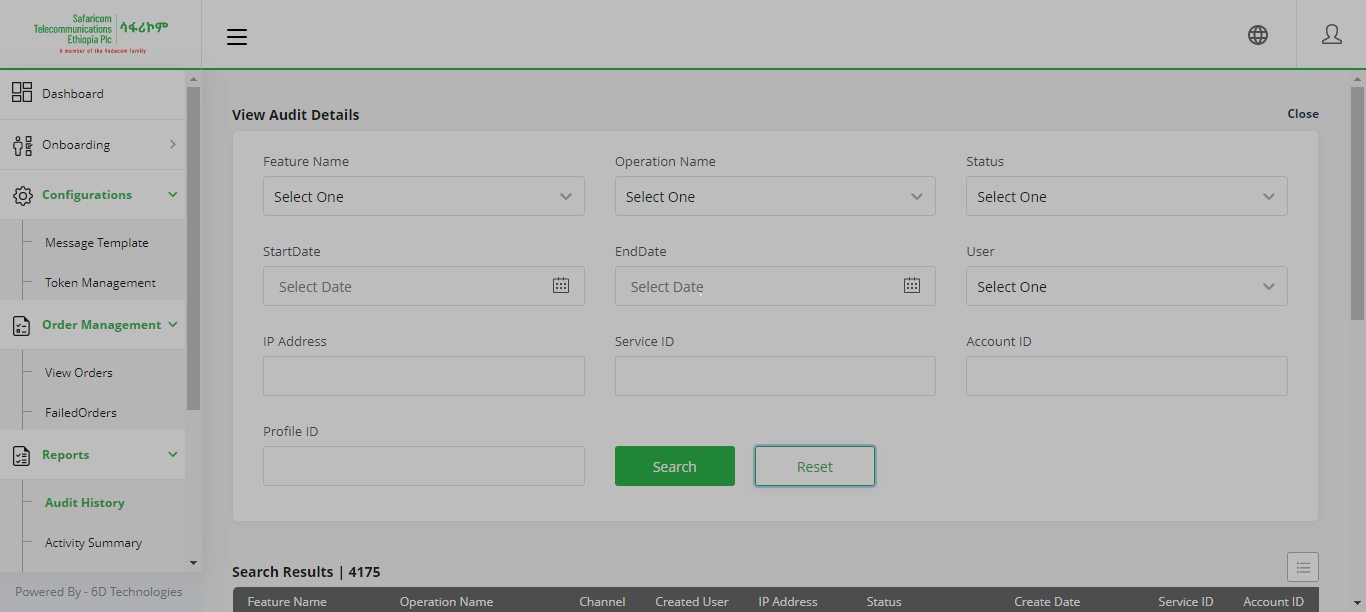 Safaricom
Telecommunications
Ethiopia Plc
ሳፋሪኮም
A member of the Vodacom family
Dashboard
Onboarding
Configurations
Message Template
Token Management
Order Management
View Orders
FailedOrders
Reports
Audit History
Activity Summary
Powered By - 6D Technologies
View Audit Details
Close
Feature Name
Operation Name
Status
Select One
Select One
Select One
StartDate
EndDate
User
Select Date
Select Date
Select One
IP Address
Service ID
Account ID
Profile ID
Search
Reset
Search Results | 4175
Feature Name
Operation Name
Channel
Created User
IP Address
Status
Create Date
Service ID
Account ID